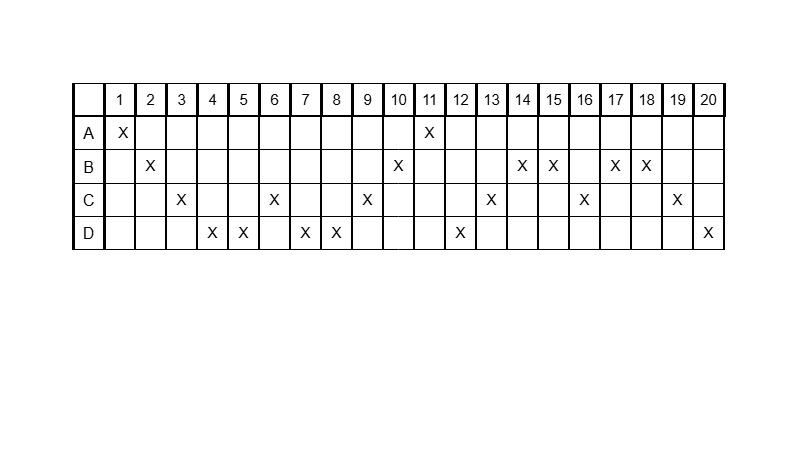 1 2 3 4 5 6 7 8 9 10 11 12 13 14 15 16 17 18 19 20
A X X
B X X X X X X
C X X X X X X
D X X X X X X